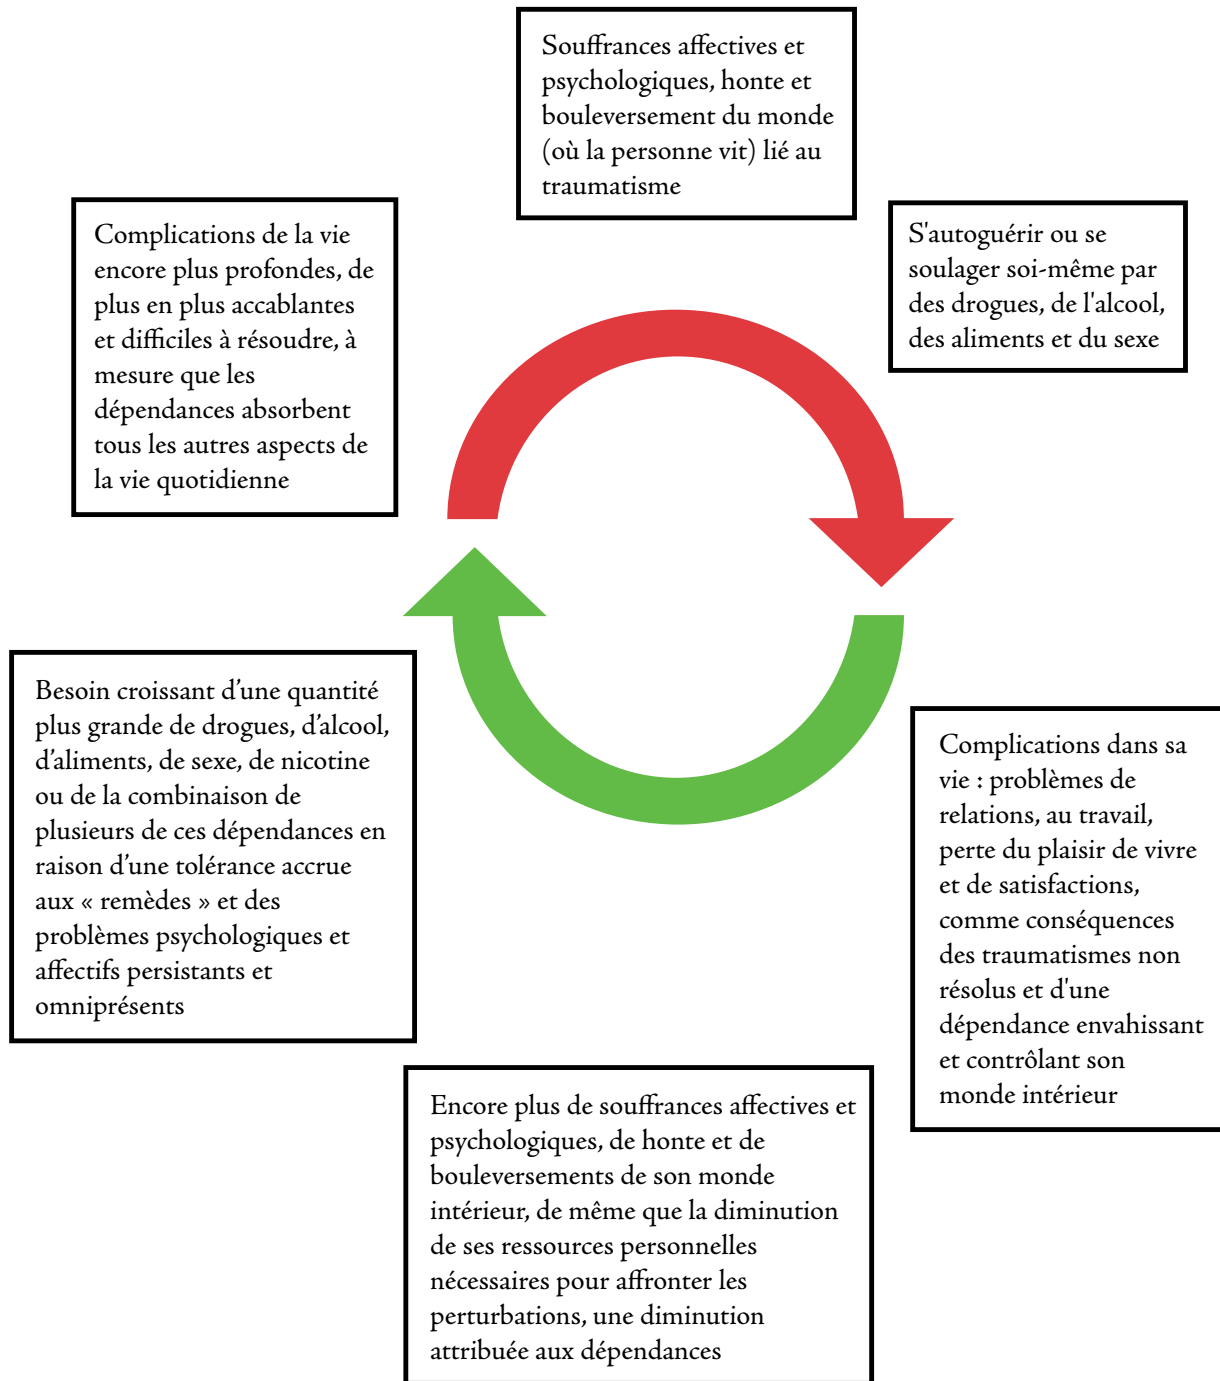 Souffrances affectives et
psychologiques, honte et
bouleversement du monde
(où la personne vit) lié au
traumatisme
S'autoguérir ou se
soulager soi-même par
des drogues, de l'alcool,
des aliments et du sexe
Complications dans sa
vie : problèmes de
relations, au travail,
perte du plaisir de vivre
et de satisfactions,
comme conséquences
des traumatismes non
résolus et d'une
dépendance envahissant
et contrôlant son
monde intérieur
Encore plus de souffrances affectives et
psychologiques, de honte et de
bouleversements de son monde
intérieur, de même que la diminution
de ses ressources personnelles
nécessaires pour affronter les
perturbations, une diminution
attribuée aux dépendances
Besoin croissant d’une quantité
plus grande de drogues, d’alcool,
d’aliments, de sexe, de nicotine
ou de la combinaison de
plusieurs de ces dépendances en
raison d’une tolérance accrue
aux « remèdes » et des
problèmes psychologiques et
affectifs persistants et
omniprésents
Complications de la vie
encore plus profondes, de
plus en plus accablantes
et difficiles à résoudre, à
mesure que les
dépendances absorbent
tous les autres aspects de
la vie quotidienne